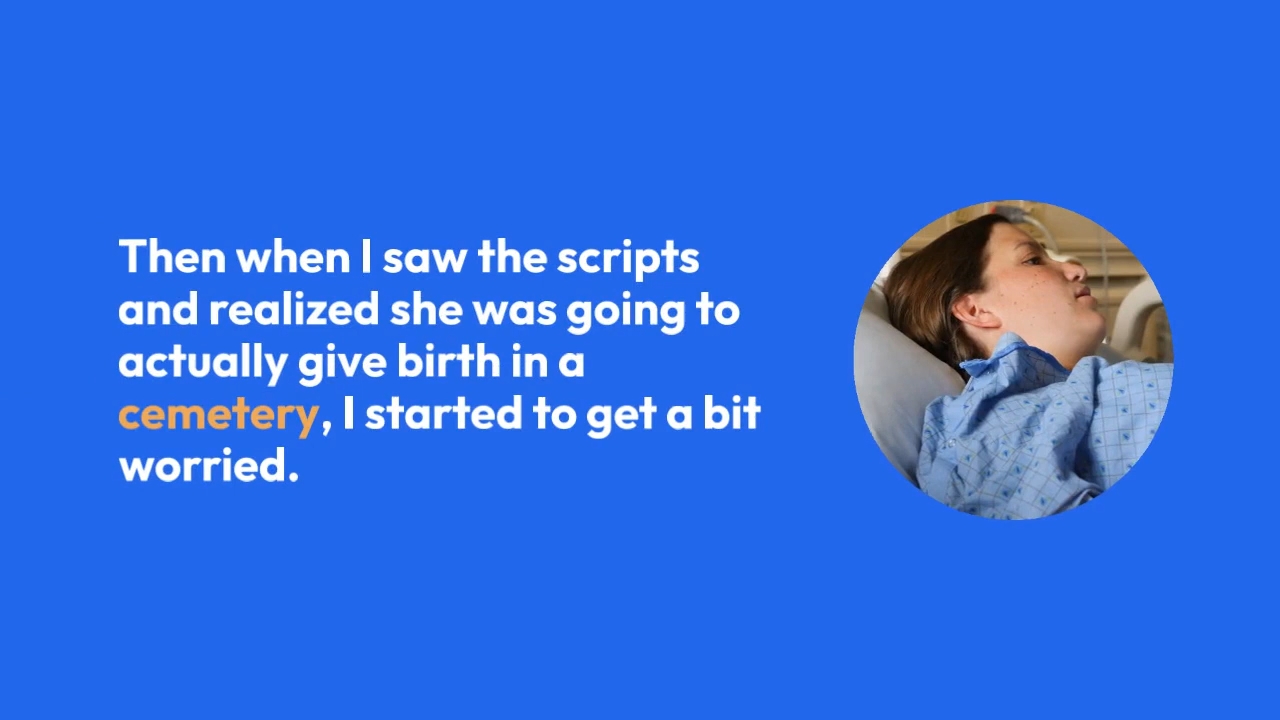 Then when I saw the scripts
and realized she was going to
actually give birth in a
cemetery, I started to get a bit
worried.